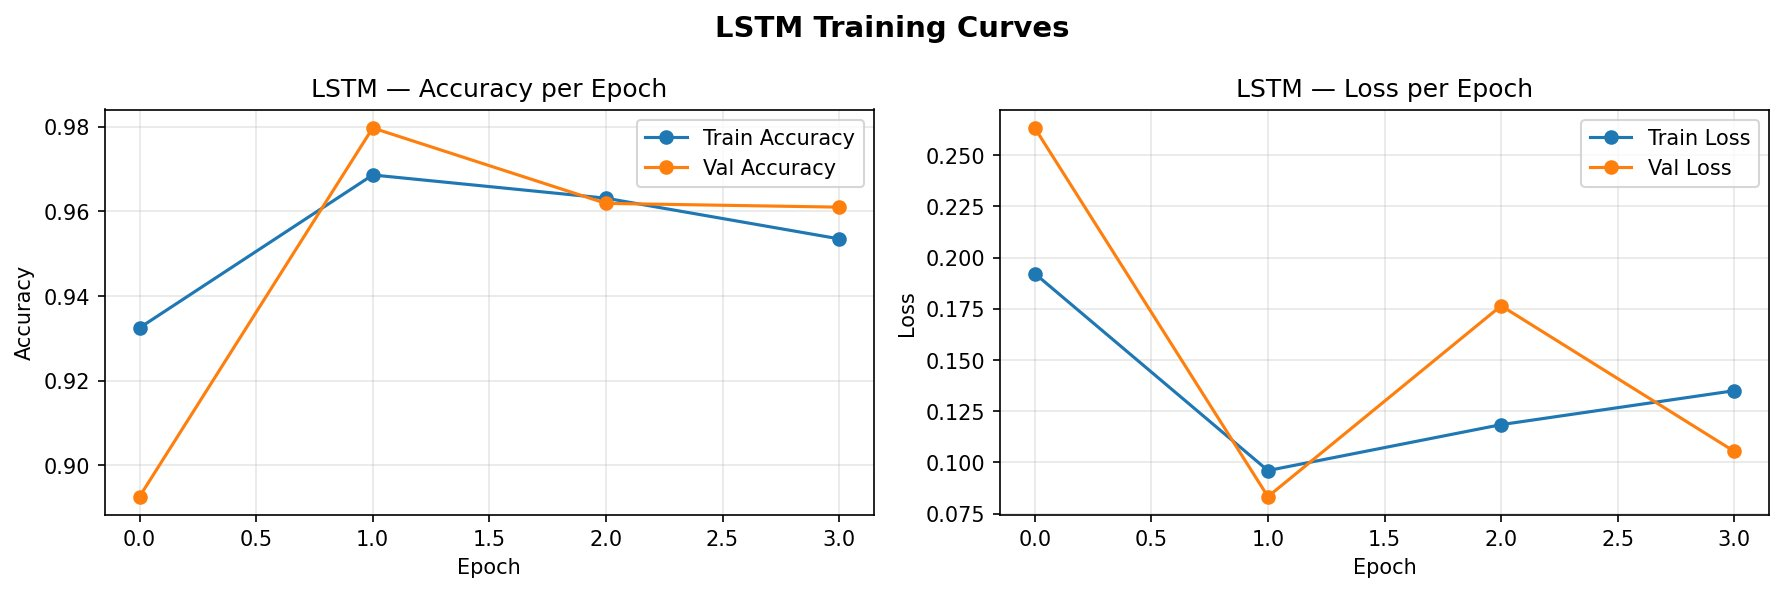 LSTM Training Curves
LSTM — Accuracy per Epoch
Train Accuracy
Val Accuracy
0.98
0.96
0.94
0.92
0.90
Accuracy
0.0 0.5 1.0 1.5 2.0 2.5 3.0
Epoch
LSTM — Loss per Epoch
Train Loss
Val Loss
0.250
0.225
0.200
0.175
0.150
0.125
0.100
0.075
Loss
0.0 0.5 1.0 1.5 2.0 2.5 3.0
Epoch